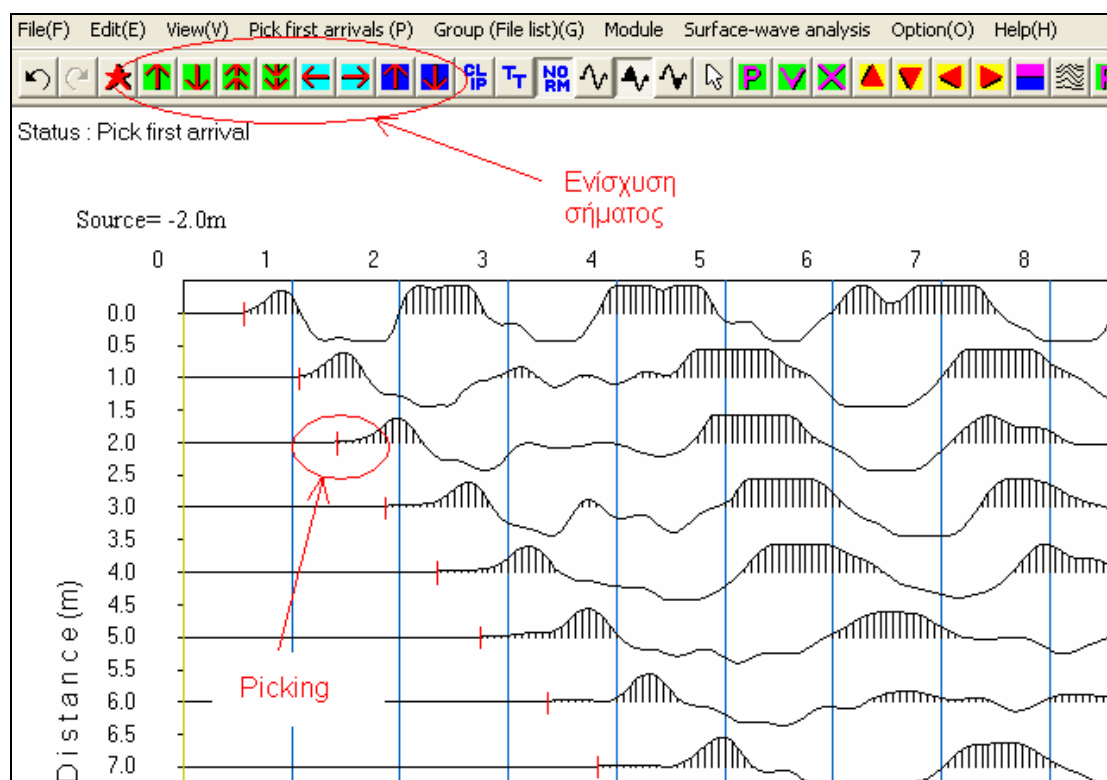 File(F) Edit(E) View(V) Pick first arrivals (P) Group (File list)(G) Module Surface-wave analysis Option(O) Help(H)
CL IP TT NO RM P
Status : Pick first arrival
Ενίσχυση
σήματος
Source= -2.0m
0 1 2 3 4 5 6 7 8
0.0
0.5
1.0
1.5
2.0
2.5
3.0
3.5
4.0
4.5
5.0
5.5
6.0
6.5
7.0
Distance(m)
Picking